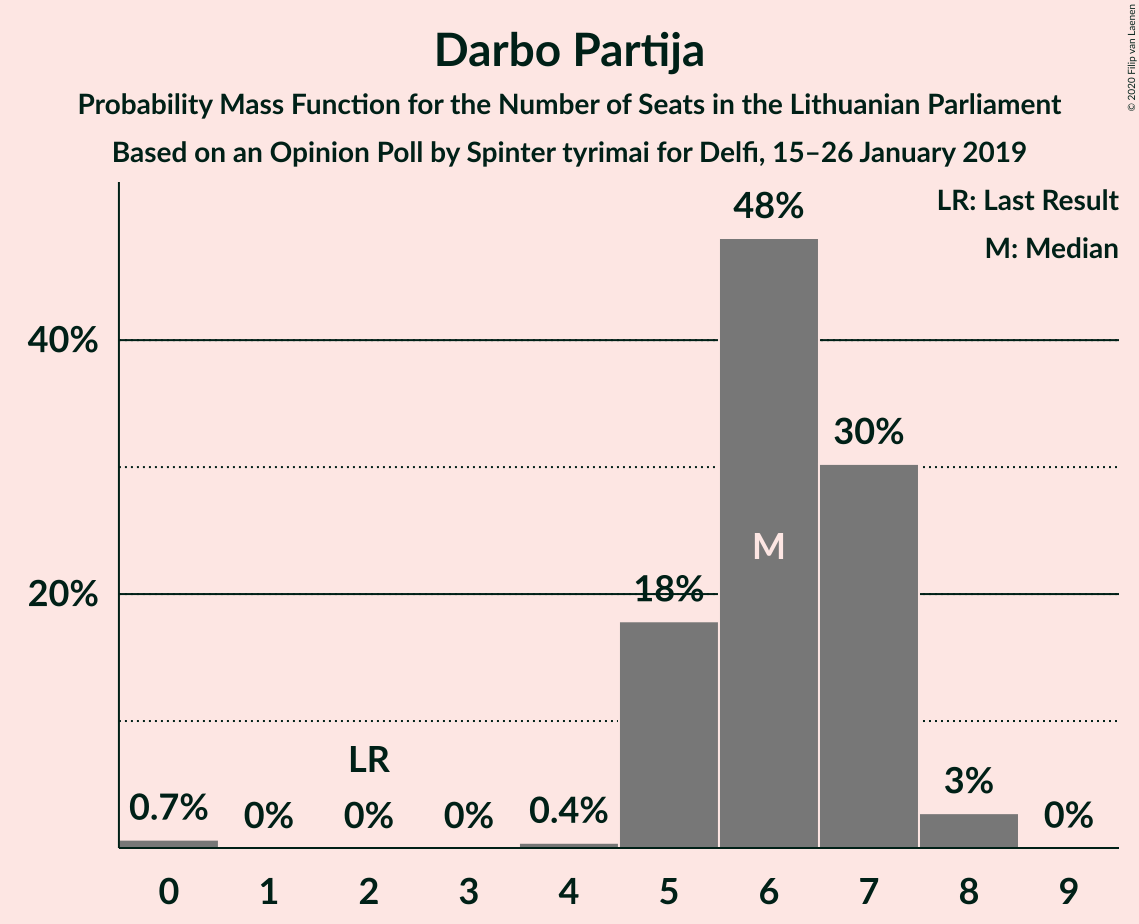 Darbo Partija
Probability Mass Function for the Number of Seats in the Lithuanian Parliament
Based on an Opinion Poll by Spinter tyrimai for Delfi, 15–26 January 2019
© 2020 Filip van Laenen
LR: Last Result
M: Median
48%
40%
30%
M
20%
18%
LR
0.7%
0%
0%
0%
0.4%
3%
0%
0 1 2 3 4 5 6 7 8 9